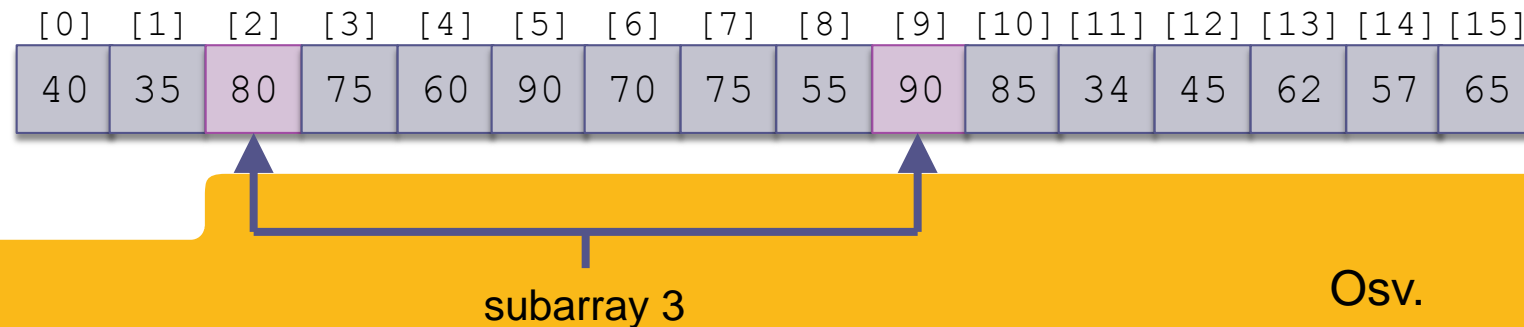 [0] [1] [2] [3] [4] [5] [6] [7] [8] [9] [10] [11] [12] [13] [14] [15]
40 35 80 75 60 90 70 75 55 90 85 34 45 62 57 65
subarray 3
Osv.